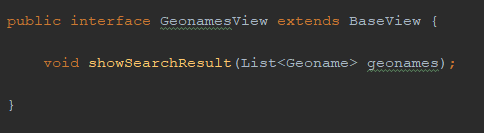 public interface GeonamesView extends BaseView {
void showSearchResult(List<Geoname> geonames);
}